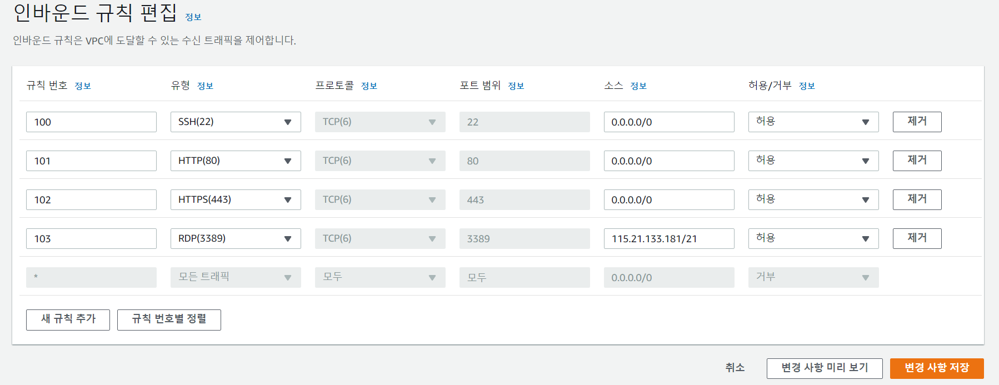 인바운드 규칙 편집 정보
인바운드 규칙은 VPC에 도달할 수 있는 수신 트래픽을 제어합니다.
규칙 번호 정보 유형 정보 프로토콜 정보 포트 범위 정보 소스 정보 허용/거부 정보
100 SSH(22) TCP(6) 22 0.0.0.0/0 허용 제거
101 HTTP(80) TCP(6) 80 0.0.0.0/0 허용 제거
102 HTTPS(443) TCP(6) 443 0.0.0.0/0 허용 제거
103 RDP(3389) TCP(6) 3389 115.21.133.181/21 허용 제거
* 모든 트래픽 모두 모두 0.0.0.0/0 거부
새 규칙 추가 규칙 번호별 정렬
취소 변경 사항 미리 보기 변경 사항 저장